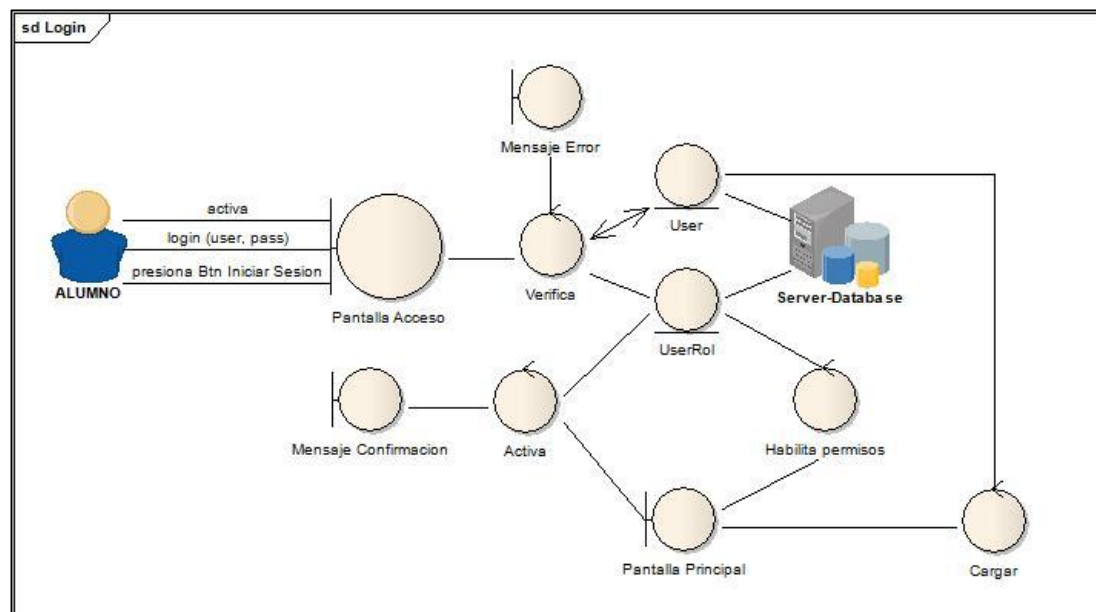 sd Login
Mensaje Error
activa
login (user, pass)
presiona Btn Iniciar Sesion
ALUMNO
Pantalla Acceso
Verifica
User
Server-Database
UserRol
Mensaje Confirmacion
Activa
Habilita permisos
Pantalla Principal
Cargar